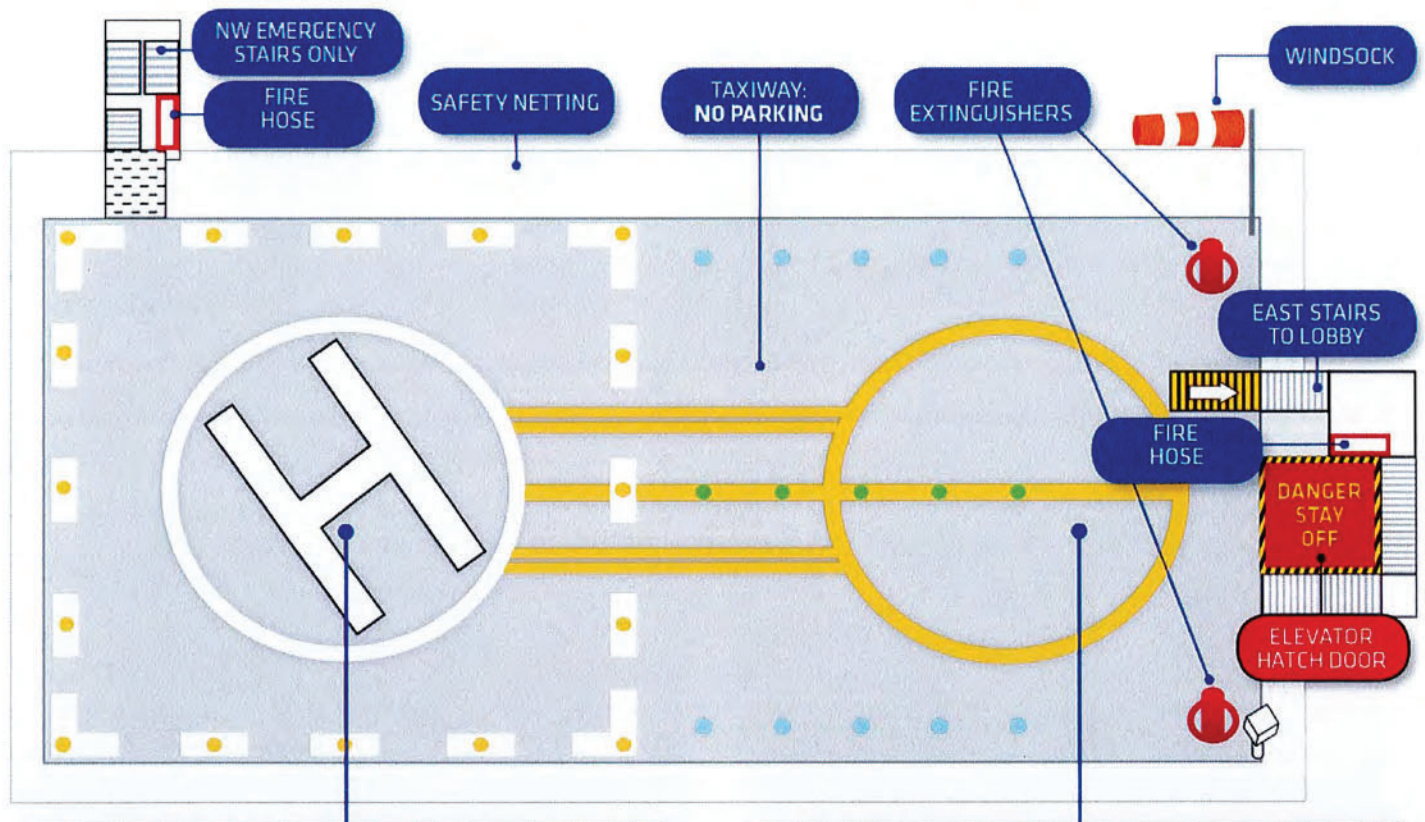 NW EMERGENCY
STAIRS ONLY
FIRE
HOSE
SAFETY NETTING
TAXIWAY:
NO PARKING
FIRE
EXTINGUISHERS
WINDSOCK
EAST STAIRS
TO LOBBY
FIRE
HOSE
DANGER
STAY
OFF
ELEVATOR
HATCH DOOR
H